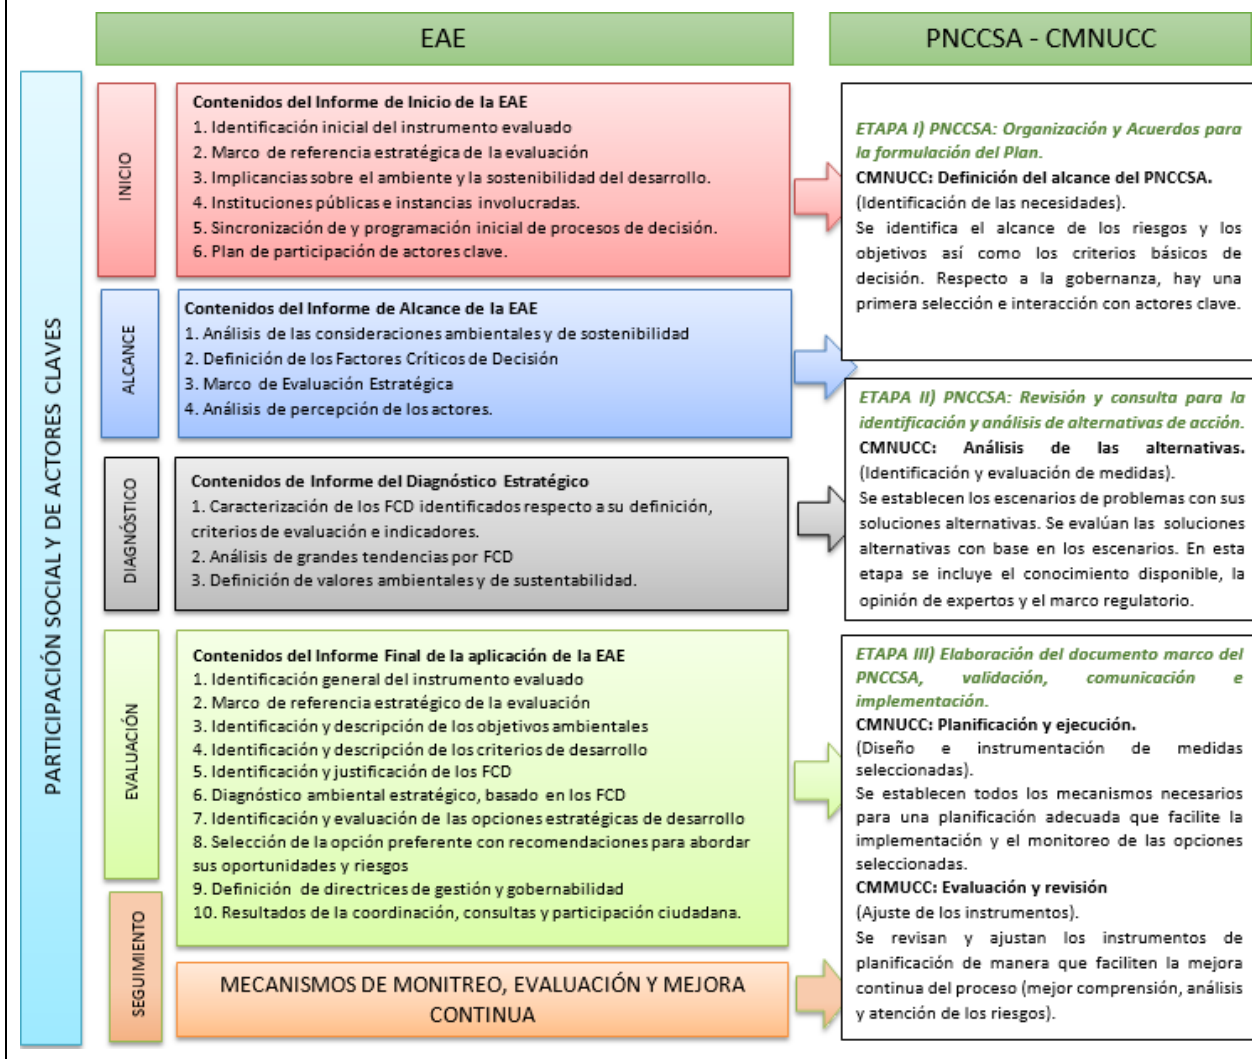 EAE
PNCCSA - CMNUCC
PARTICIPACIÓN SOCIAL Y DE ACTORES CLAVES
INICIO
Contenidos del Informe de Inicio de la EAE
1. Identificación inicial del instrumento evaluado
2. Marco de referencia estratégica de la evaluación
3. Implicancias sobre el ambiente y la sostenibilidad del desarrollo.
4. Instituciones públicas e instancias involucradas.
5. Sincronización de y programación inicial de procesos de decisión.
6. Plan de participación de actores clave.
ETAPA I) PNCCSA: Organización y Acuerdos para
la formulación del Plan.
CMNUCC: Definición del alcance del PNCCSA.
(Identificación de las necesidades).
Se identifica el alcance de los riesgos y los
objetivos así como los criterios básicos de
decisión. Respecto a la gobernanza, hay una
primera selección e interacción con actores clave.
ALCANCE
Contenidos del Informe de Alcance de la EAE
1. Análisis de las consideraciones ambientales y de sostenibilidad
2. Definición de los Factores Críticos de Decisión
3. Marco de Evaluación Estratégica
4. Análisis de percepción de los actores.
ETAPA II) PNCCSA: Revisión y consulta para la
identificación y análisis de alternativas de acción.
CMNUCC: Análisis de las alternativas.
(Identificación y evaluación de medidas).
Se establecen los escenarios de problemas con sus
soluciones alternativas. Se evalúan las soluciones
alternativas con base en los escenarios. En esta
etapa se incluye el conocimiento disponible, la
opinión de expertos y el marco regulatorio.
DIAGNÓSTICO
Contenidos de Informe del Diagnóstico Estratégico
1. Caracterización de los FCD identificados respecto a su definición,
criterios de evaluación e indicadores.
2. Análisis de grandes tendencias por FCD
3. Definición de valores ambientales y de sustentabilidad.
EVALUACIÓN
Contenidos del Informe Final de la aplicación de la EAE
1. Identificación general del instrumento evaluado
2. Marco de referencia estratégico de la evaluación
3. Identificación y descripción de los objetivos ambientales
4. Identificación y descripción de los criterios de desarrollo
5. Identificación y justificación de los FCD
6. Diagnóstico ambiental estratégico, basado en los FCD
7. Identificación y evaluación de las opciones estratégicas de desarrollo
8. Selección de la opción preferente con recomendaciones para abordar
sus oportunidades y riesgos
9. Definición de directrices de gestión y gobernabilidad
10. Resultados de la coordinación, consultas y participación ciudadana.
ETAPA III) Elaboración del documento marco del
PNCCSA, validación, comunicación e
implementación.
CMNUCC: Planificación y ejecución.
(Diseño e instrumentación de medidas
seleccionadas).
Se establecen todos los mecanismos necesarios
para una planificación adecuada que facilite la
implementación y el monitoreo de las opciones
seleccionadas.
CMMUCC: Evaluación y revisión
(Ajuste de los instrumentos).
Se revisan y ajustan los instrumentos de
planificación de manera que faciliten la mejora
continua del proceso (mejor comprensión, análisis
y atención de los riesgos).
SEGUIMIENTO
MECANISMOS DE MONITREO, EVALUACIÓN Y MEJORA
CONTINUA